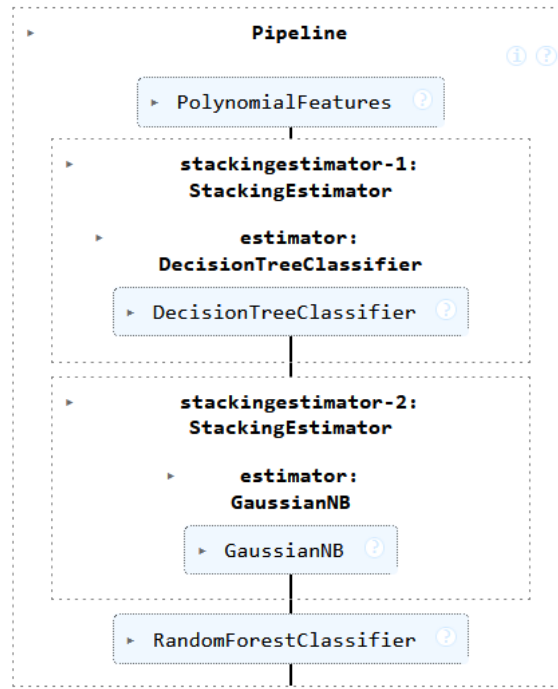 Pipeline
i ?
PolynomialFeatures ?
stackingestimator-1:
StackingEstimator
estimator:
DecisionTreeClassifier
DecisionTreeClassifier ?
stackingestimator-2:
StackingEstimator
estimator:
GaussianNB
GaussianNB ?
RandomForestClassifier ?